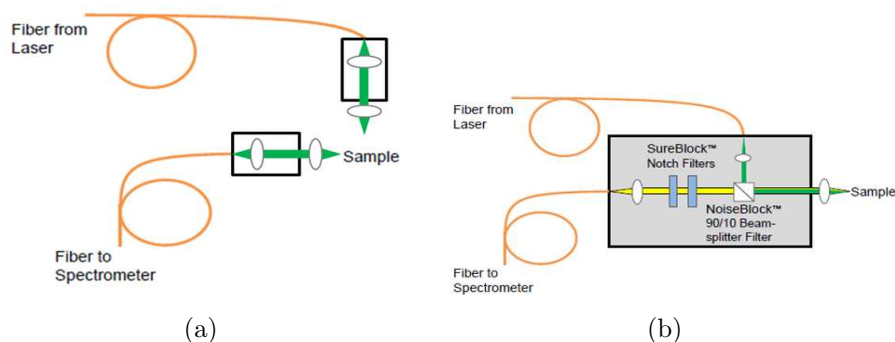 Fiber from
Laser
Sample
Fiber to
Spectrometer
(a)
Fiber from
Laser
SureBlock™
Notch Filters
Sample
NoiseBlock™
90/10 Beam-
splitter Filter
Fiber to
Spectrometer
(b)